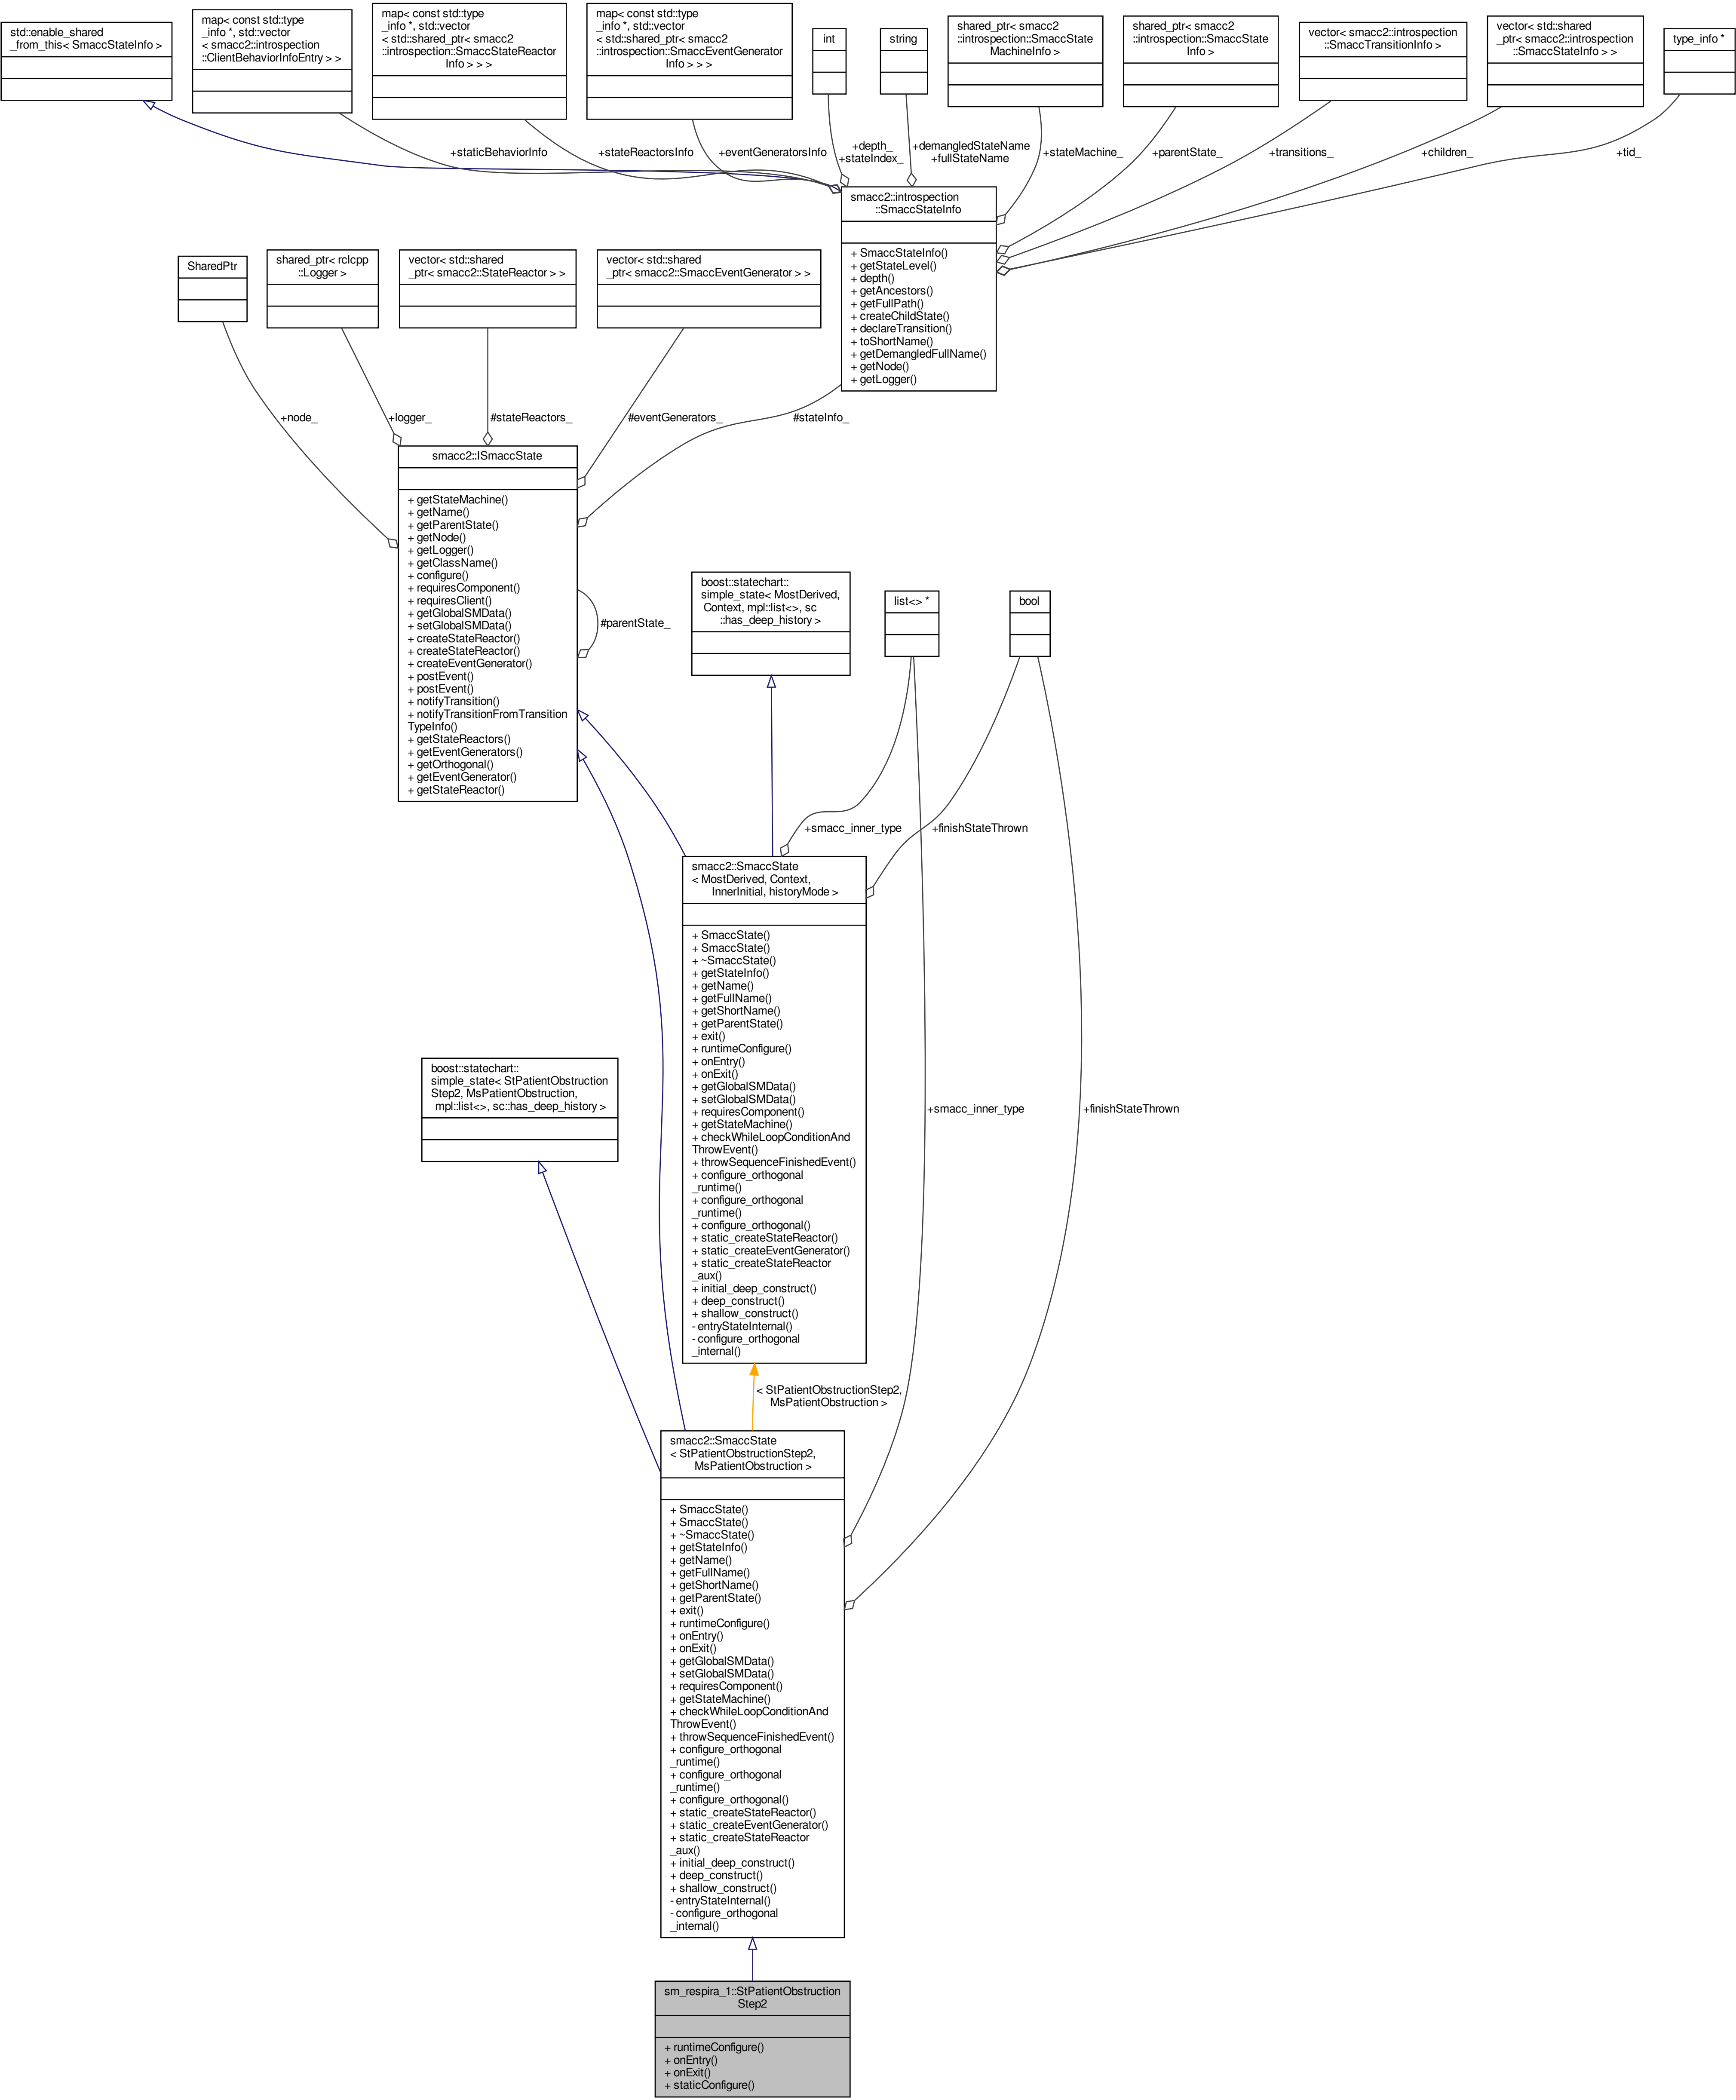 std::enable_shared
_from_this< SmaccStateInfo >
map< const std::type
_info *, std::vector
< smacc2::introspection
::ClientBehaviorInfoEntry > >
map< const std::type
_info *, std::vector
< std::shared_ptr< smacc2
::introspection::SmaccStateReactor
Info > > >
map< const std::type
_info *, std::vector
< std::shared_ptr< smacc2
::introspection::SmaccEventGenerator
Info > > >
int
string
shared_ptr< smacc2
::introspection::SmaccState
MachineInfo >
shared_ptr< smacc2
::introspection::SmaccState
Info >
vector< smacc2::introspection
::SmaccTransitionInfo >
vector< std::shared
_ptr< smacc2::introspection
::SmaccStateInfo > >
type_info *
+staticBehaviorInfo
+stateReactorsInfo
+eventGeneratorsInfo
+depth_
+stateIndex_
+demangledStateName
+fullStateName
+stateMachine_
+parentState_
+transitions_
+children_
+tid_
smacc2::introspection
::SmaccStateInfo
+ SmaccStateInfo()
+ getStateLevel()
+ depth()
+ getAncestors()
+ getFullPath()
+ createChildState()
+ declareTransition()
+ toShortName()
+ getDemangledFullName()
+ getNode()
+ getLogger()
SharedPtr
shared_ptr< rclcpp
::Logger >
vector< std::shared
_ptr< smacc2::StateReactor > >
vector< std::shared
_ptr< smacc2::SmaccEventGenerator > >
+node_
+logger_
#stateReactors_
#eventGenerators_
#stateInfo_
smacc2::ISmaccState
+ getStateMachine()
+ getName()
+ getParentState()
+ getNode()
+ getLogger()
+ getClassName()
+ configure()
+ requiresComponent()
+ requiresClient()
+ getGlobalSMData()
+ setGlobalSMData()
+ createStateReactor()
+ createStateReactor()
+ createEventGenerator()
+ postEvent()
+ postEvent()
+ notifyTransition()
+ notifyTransitionFromTransition
TypeInfo()
+ getStateReactors()
+ getEventGenerators()
+ getOrthogonal()
+ getEventGenerator()
+ getStateReactor()
#parentState_
boost::statechart::
simple_state< MostDerived,
Context, mpl::list<>, sc
::has_deep_history >
list<> *
bool
+smacc_inner_type
+finishStateThrown
smacc2::SmaccState
< MostDerived, Context,
InnerInitial, historyMode >
+ SmaccState()
+ SmaccState()
+ ~SmaccState()
+ getStateInfo()
+ getName()
+ getFullName()
+ getShortName()
+ getParentState()
+ exit()
+ runtimeConfigure()
+ onEntry()
+ onExit()
+ getGlobalSMData()
+ setGlobalSMData()
+ requiresComponent()
+ getStateMachine()
+ checkWhileLoopConditionAnd
ThrowEvent()
+ throwSequenceFinishedEvent()
+ configure_orthogonal
_runtime()
+ configure_orthogonal
_runtime()
+ configure_orthogonal()
+ static_createStateReactor()
+ static_createEventGenerator()
+ static_createStateReactor
_aux()
+ initial_deep_construct()
+ deep_construct()
+ shallow_construct()
- entryStateInternal()
- configure_orthogonal
_internal()
boost::statechart::
simple_state< StPatientObstruction
Step2, MsPatientObstruction,
mpl::list<>, sc::has_deep_history >
+smacc_inner_type
+finishStateThrown
< StPatientObstructionStep2,
MsPatientObstruction >
smacc2::SmaccState
< StPatientObstructionStep2,
MsPatientObstruction >
+ SmaccState()
+ SmaccState()
+ ~SmaccState()
+ getStateInfo()
+ getName()
+ getFullName()
+ getShortName()
+ getParentState()
+ exit()
+ runtimeConfigure()
+ onEntry()
+ onExit()
+ getGlobalSMData()
+ setGlobalSMData()
+ requiresComponent()
+ getStateMachine()
+ checkWhileLoopConditionAnd
ThrowEvent()
+ throwSequenceFinishedEvent()
+ configure_orthogonal
_runtime()
+ configure_orthogonal
_runtime()
+ configure_orthogonal()
+ static_createStateReactor()
+ static_createEventGenerator()
+ static_createStateReactor
_aux()
+ initial_deep_construct()
+ deep_construct()
+ shallow_construct()
- entryStateInternal()
- configure_orthogonal
_internal()
sm_respira_1::StPatientObstruction
Step2
+ runtimeConfigure()
+ onEntry()
+ onExit()
+ staticConfigure()